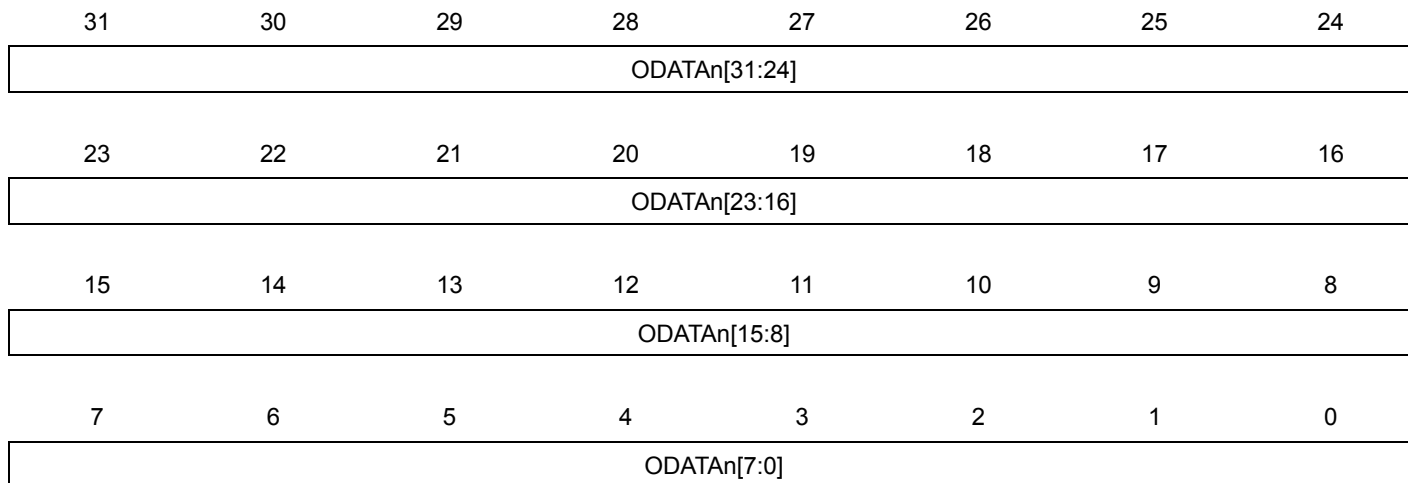 31 30 29 28 27 26 25 24
ODATAn[31:24]
23 22 21 20 19 18 17 16
ODATAn[23:16]
15 14 13 12 11 10 9 8
ODATAn[15:8]
7 6 5 4 3 2 1 0
ODATAn[7:0]